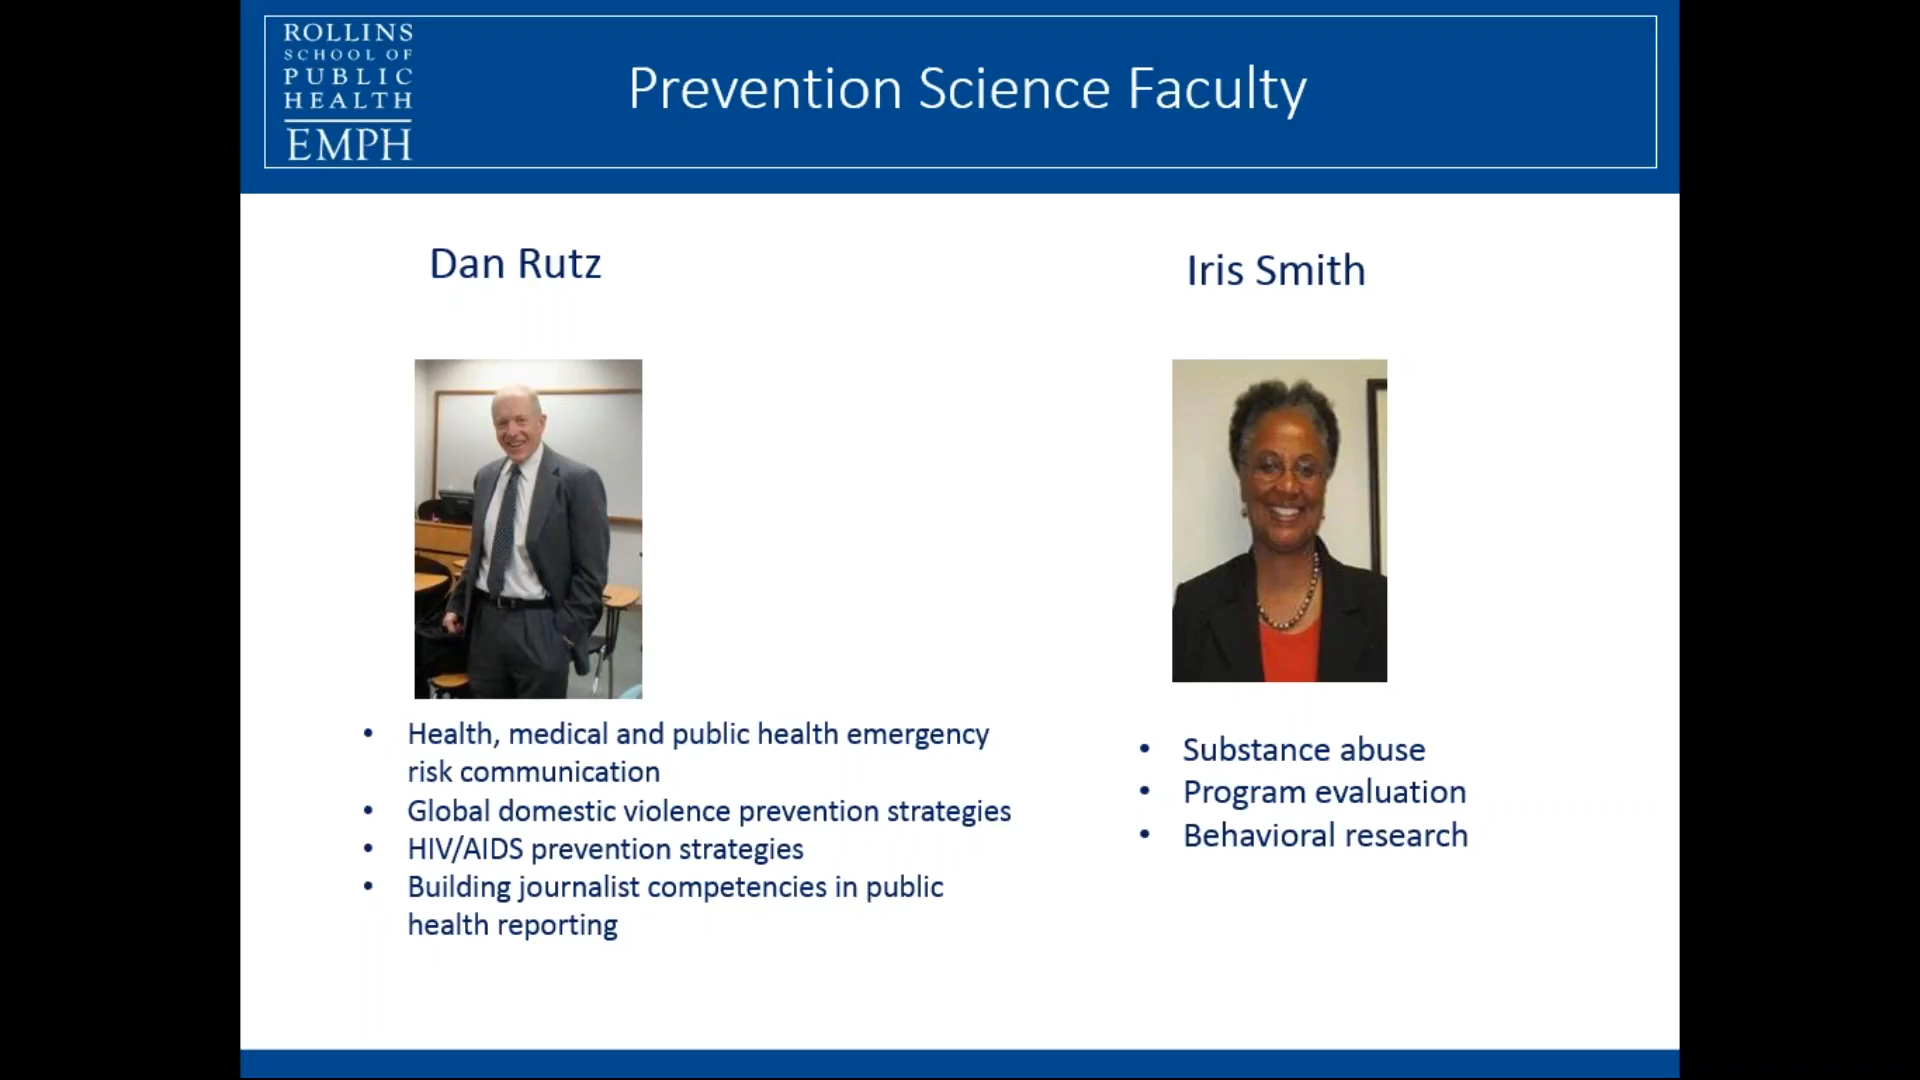 ROLLINS
SCHOOL OF
PUBLIC
HEALTH
EMPH
Prevention Science Faculty
Dan Rutz
• Health, medical and public health emergency
risk communication
• Global domestic violence prevention strategies
• HIV/AIDS prevention strategies
• Building journalist competencies in public
health reporting
Iris Smith
• Substance abuse
• Program evaluation
• Behavioral research